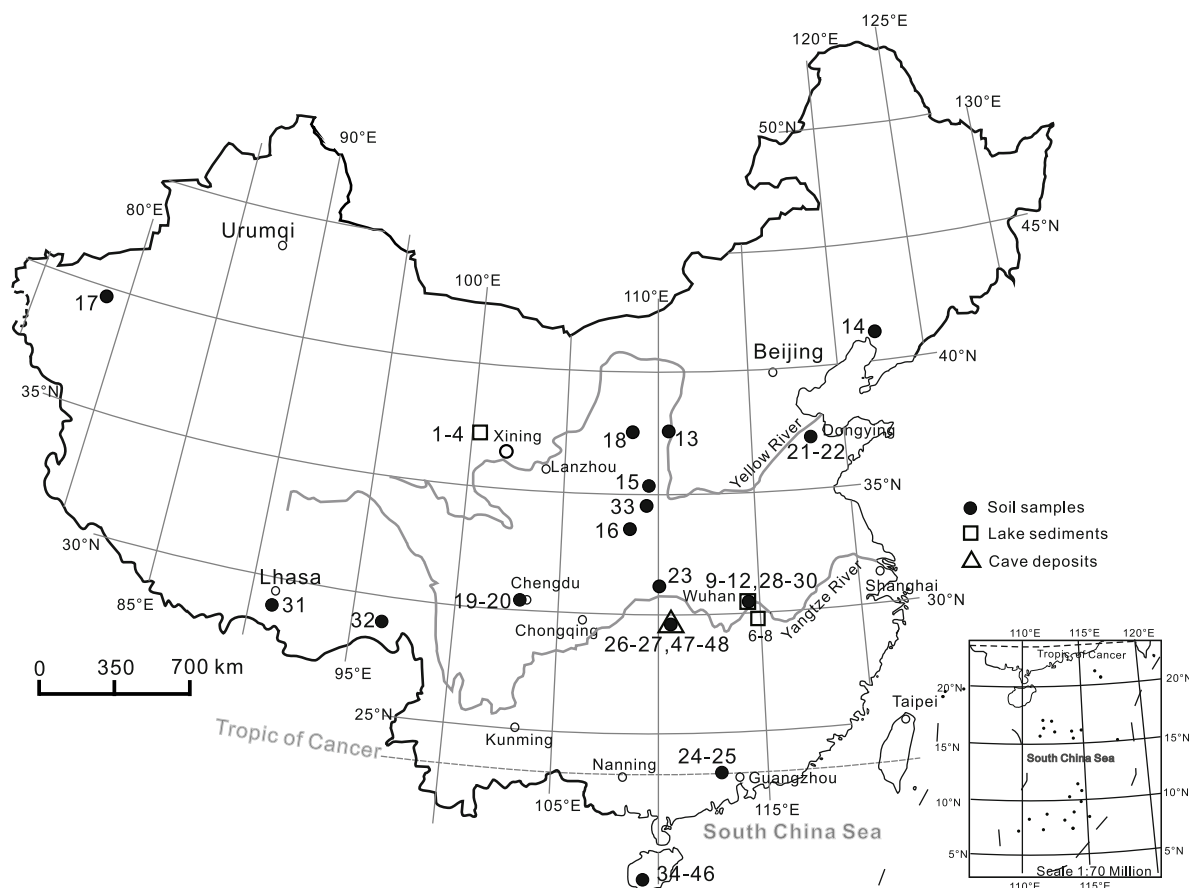 125°E
120°E
130°E
50°N
90°E
80°E
Urumqi
45°N
100°E
110°E
17
14
Beijing
40°N
35°N
1-4
Xining
18
13
Yellow River
Dongying
21-22
Lanzhou
15
35°N
33
16
Soil samples
Lake sediments
Cave deposits
30°N
Lhasa
85°E
31
32
Chengdu
19-20
Chongqing
23
9-12,28-30
Wuhan
Yangtze River
Shanghai
30°N
6-8
26-27,47-48
0 350 700 km
95°E
25°N
Tropic of Cancer
Kunming
Nanning
24-25
Guangzhou
Taipei
105°E
115°E
South China Sea
34-46
110°E 115°E 120°E
Tropic of Cancer
20°N
20°N
15°N
15°N
South China Sea
10°N
10°N
5°N
5°N
Scale 1:70 Million
110°E
115°E